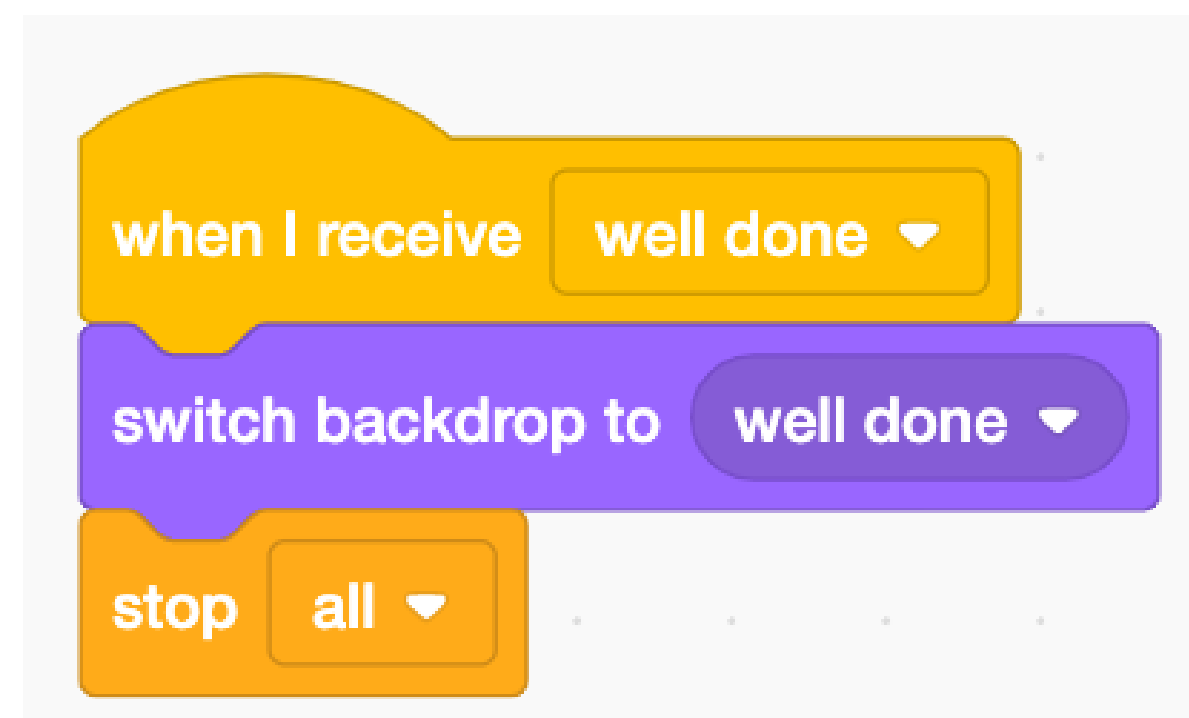 when I receive well done
switch backdrop to well done
stop all